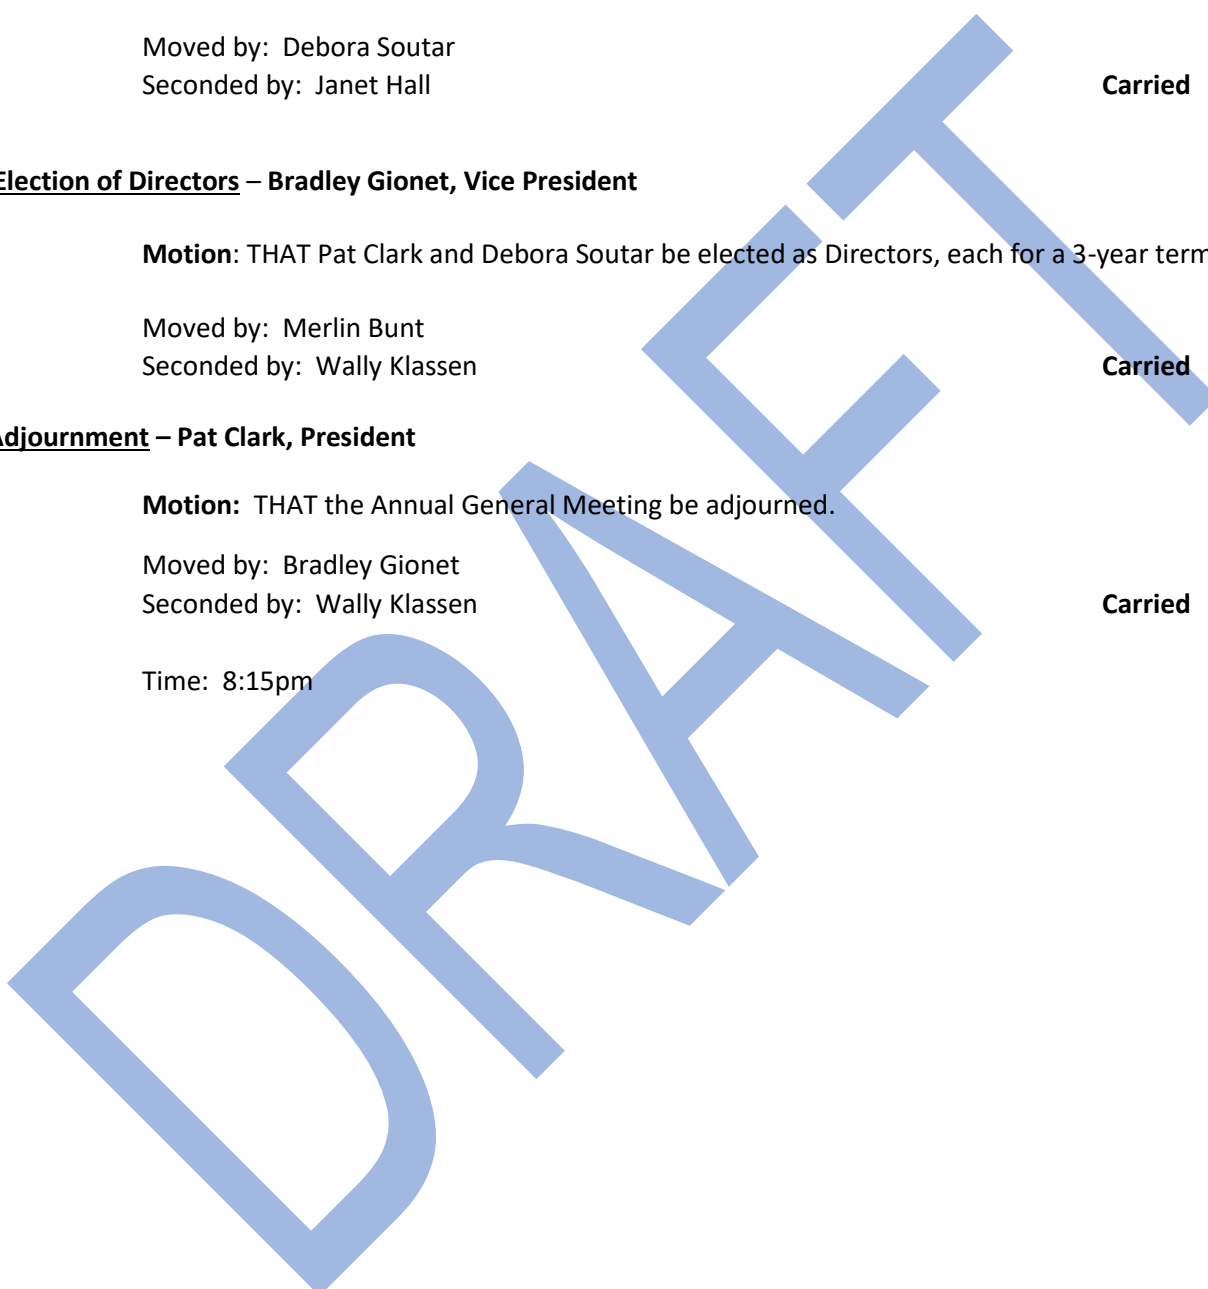 Moved by: Debora Soutar
Seconded by: Janet Hall Carried
Election of Directors – Bradley Gionet, Vice President
Motion: THAT Pat Clark and Debora Soutar be elected as Directors, each for a 3-year term
Moved by: Merlin Bunt
Seconded by: Wally Klassen Carried
Adjournment – Pat Clark, President
Motion: THAT the Annual General Meeting be adjourned.
Moved by: Bradley Gionet
Seconded by: Wally Klassen Carried
Time: 8:15pm
DRAFT